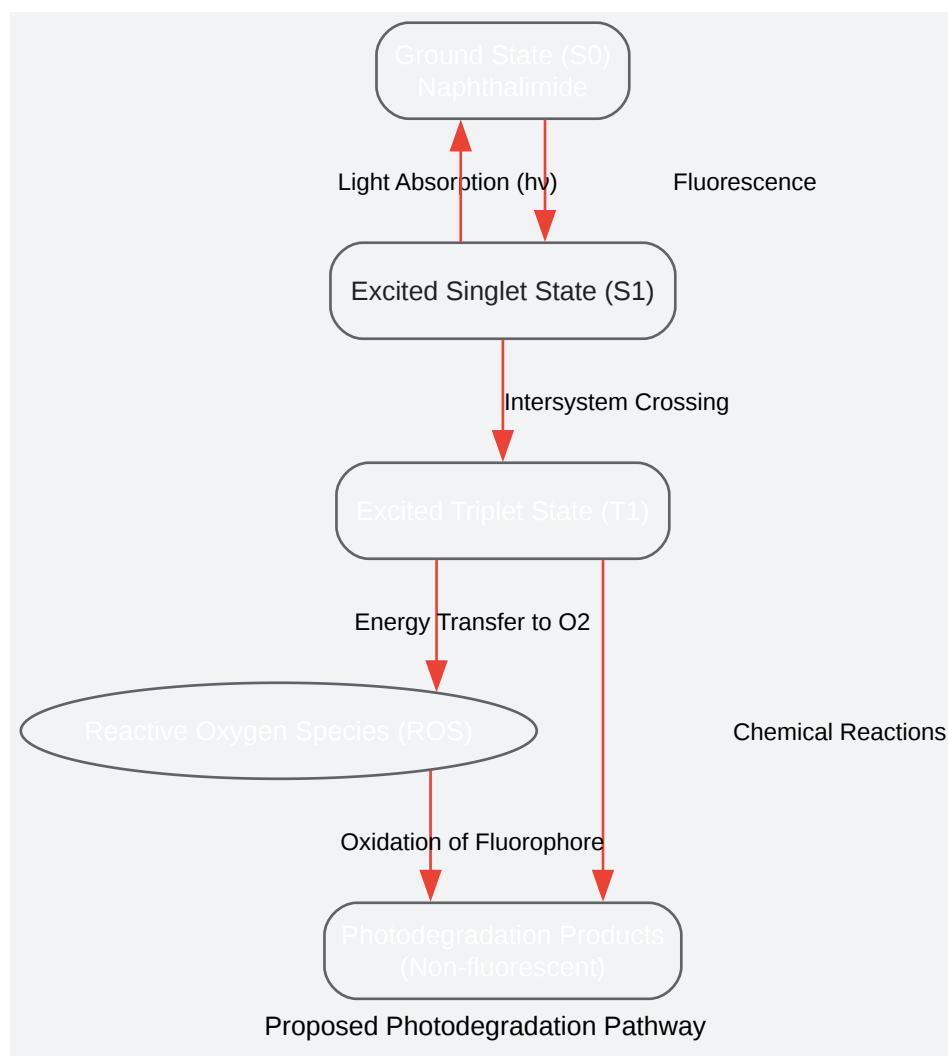 Ground State (S0)
Naphthalimide
Light Absorption (hν)
Fluorescence
Excited Singlet State (S1)
Intersystem Crossing
Excited Triplet State (T1)
Energy Transfer to O2
Reactive Oxygen Species (ROS)
Chemical Reactions
Oxidation of Fluorophore
Photodegradation Products
(Non-fluorescent)
Proposed Photodegradation Pathway